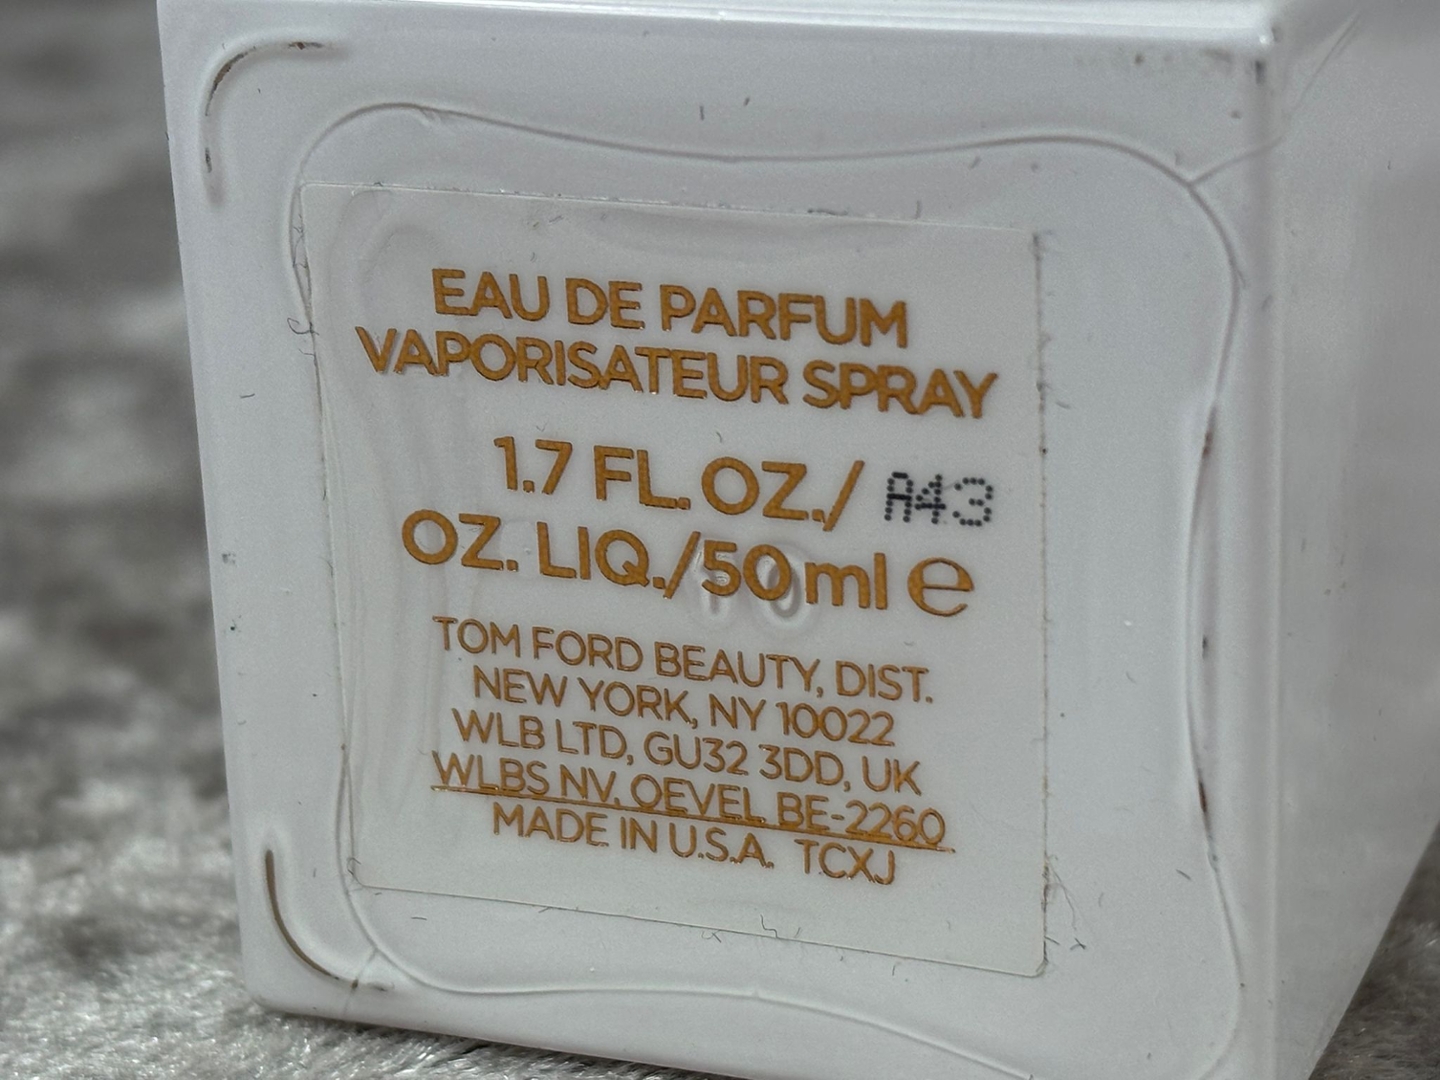 EAU DE PARFUM
VAPORISATEUR SPRAY
1.7 FL. OZ./ A43
OZ. LIQ./50 ml e
TOM FORD BEAUTY, DIST.
NEW YORK, NY 10022
WLB LTD, GU32 3DD, UK
WLBS NV, OEVEL BE-2260
MADE IN U.S.A. TCXJ